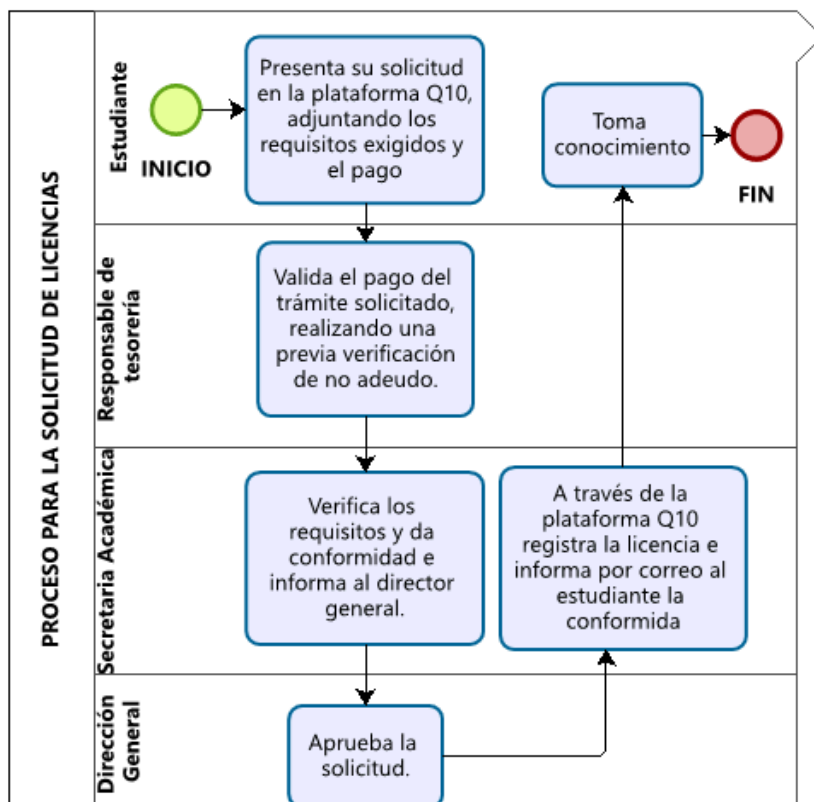 PROCESO PARA LA SOLICITUD DE LICENCIAS
Estudiante
INICIO
Presenta su solicitud
en la plataforma Q10,
adjuntando los
requisitos exigidos y
el pago
Toma
conocimiento
FIN
Responsable de
tesorería
Valida el pago del
trámite solicitado,
realizando una
previa verificación
de no adeudo.
Secretaria Académica
Verifica los
requisitos y da
conformidad e
informa al director
general.
A través de la
plataforma Q10
registra la licencia e
informa por correo al
estudiante la
conformida
Dirección
General
Aprueba la
solicitud.